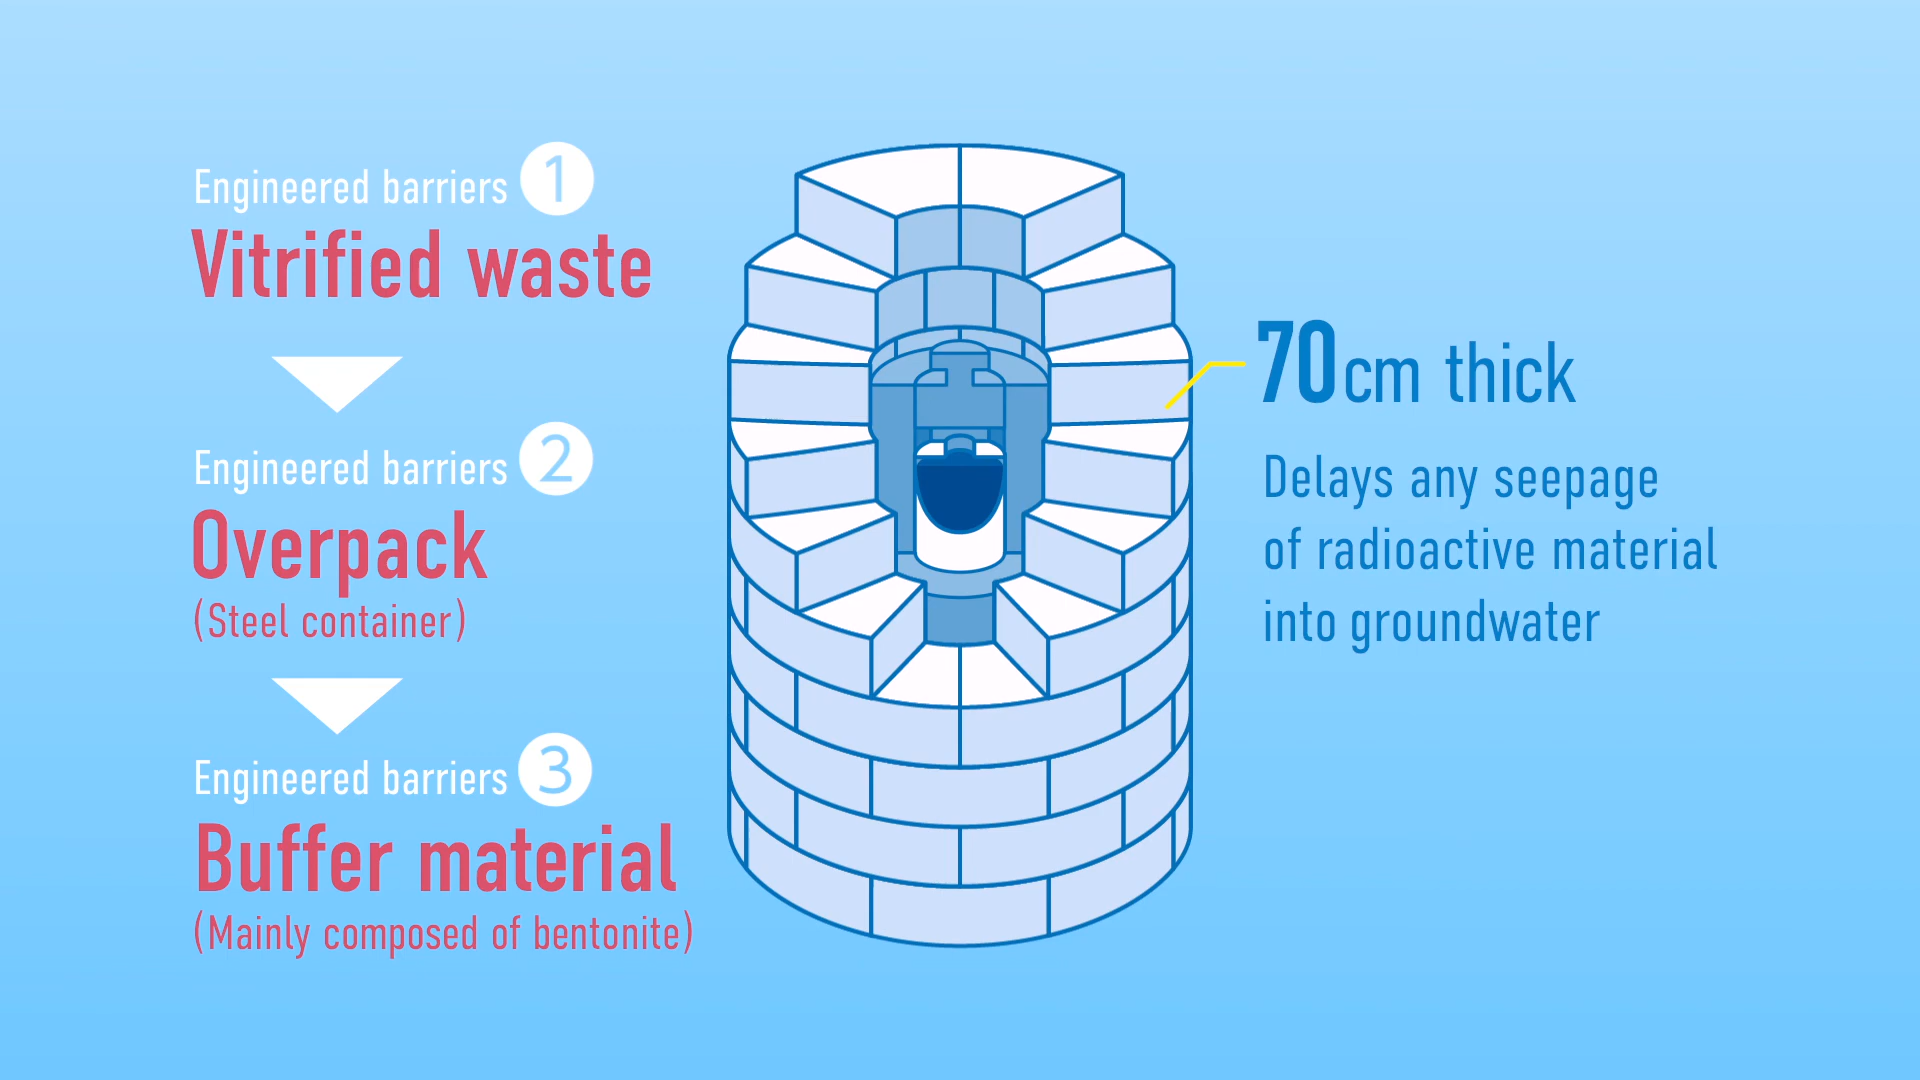 Engineered barriers 1
Vitrified waste
Engineered barriers 2
Overpack
(Steel container)
Engineered barriers 3
Buffer material
(Mainly composed of bentonite)
70cm thick
Delays any seepage
of radioactive material
into groundwater